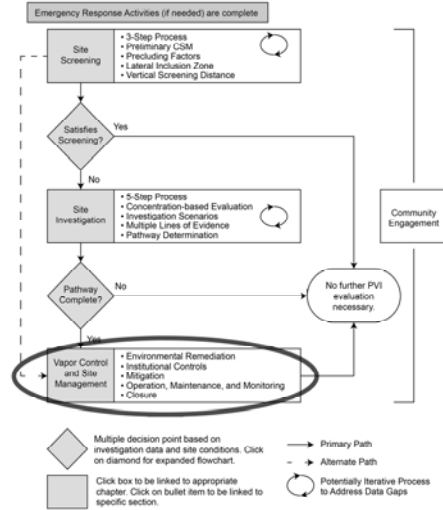 Emergency Response Activities (if needed) are complete
Site
Screening
• 3-Step Process
• Preliminary CSM
• Precluding Factors
• Lateral Inclusion Zone
• Vertical Screening Distance
Satisfies
Screening?
Yes
No
Site
Investigation
• 5-Step Process
• Concentration-based Evaluation
• Investigation Scenarios
• Multiple Lines of Evidence
• Pathway Determination
Community
Engagement
Pathway
Complete?
No
No further PVI
evaluation
necessary.
Yes
Vapor Control
and Site
Management
• Environmental Remediation
• Institutional Controls
• Mitigation
• Operation, Maintenance, and Monitoring
• Closure
Multiple decision point based on
investigation data and site conditions. Click
on diamond for expanded flowchart.
Primary Path
Alternate Path
Click box to be linked to appropriate
chapter. Click on bullet item to be linked to
specific section.
Potentially Iterative Process
to Address Data Gaps